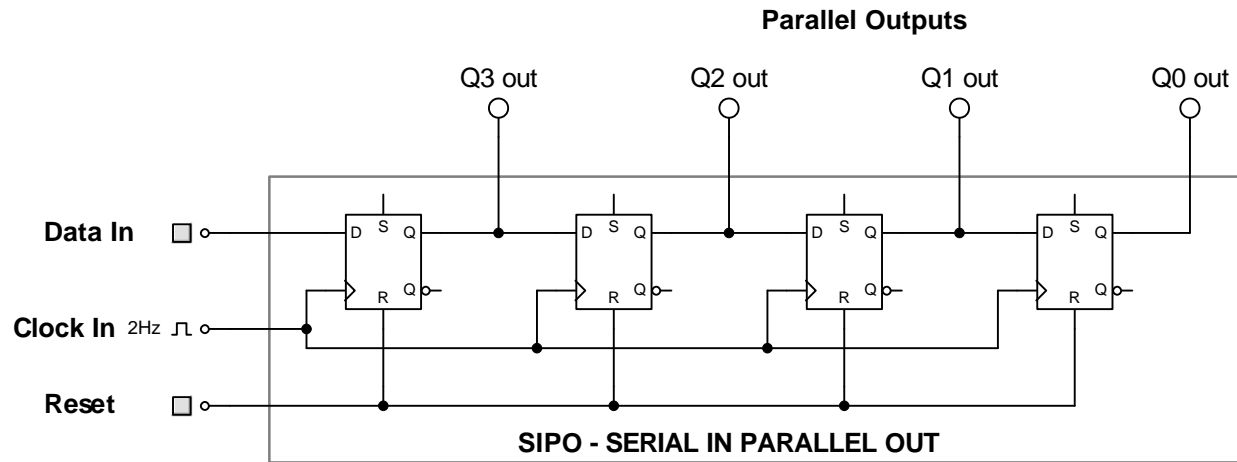 Parallel Outputs
Q3 out
Q2 out
Q1 out
Q0 out
Data In
D S Q
D S Q
D S Q
D S Q
R Q
R Q
R Q
R Q
Clock In 2Hz
Reset
SIPO - SERIAL IN PARALLEL OUT